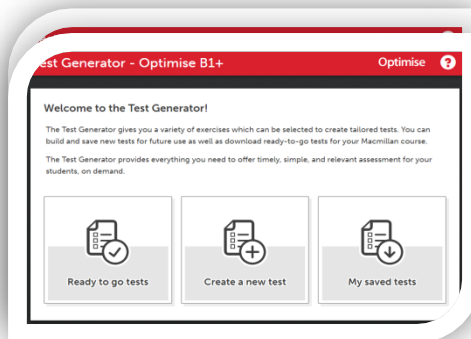 Test Generator - Optimise B1+ Optimise ?
Welcome to the Test Generator!
The Test Generator gives you a variety of exercises which can be selected to create tailored tests. You can
build and save new tests for future use as well as download ready-to-go tests for your Macmillan course.
The Test Generator provides everything you need to offer timely, simple, and relevant assessment for your
students, on demand.
Ready to go tests
Create a new test
My saved tests